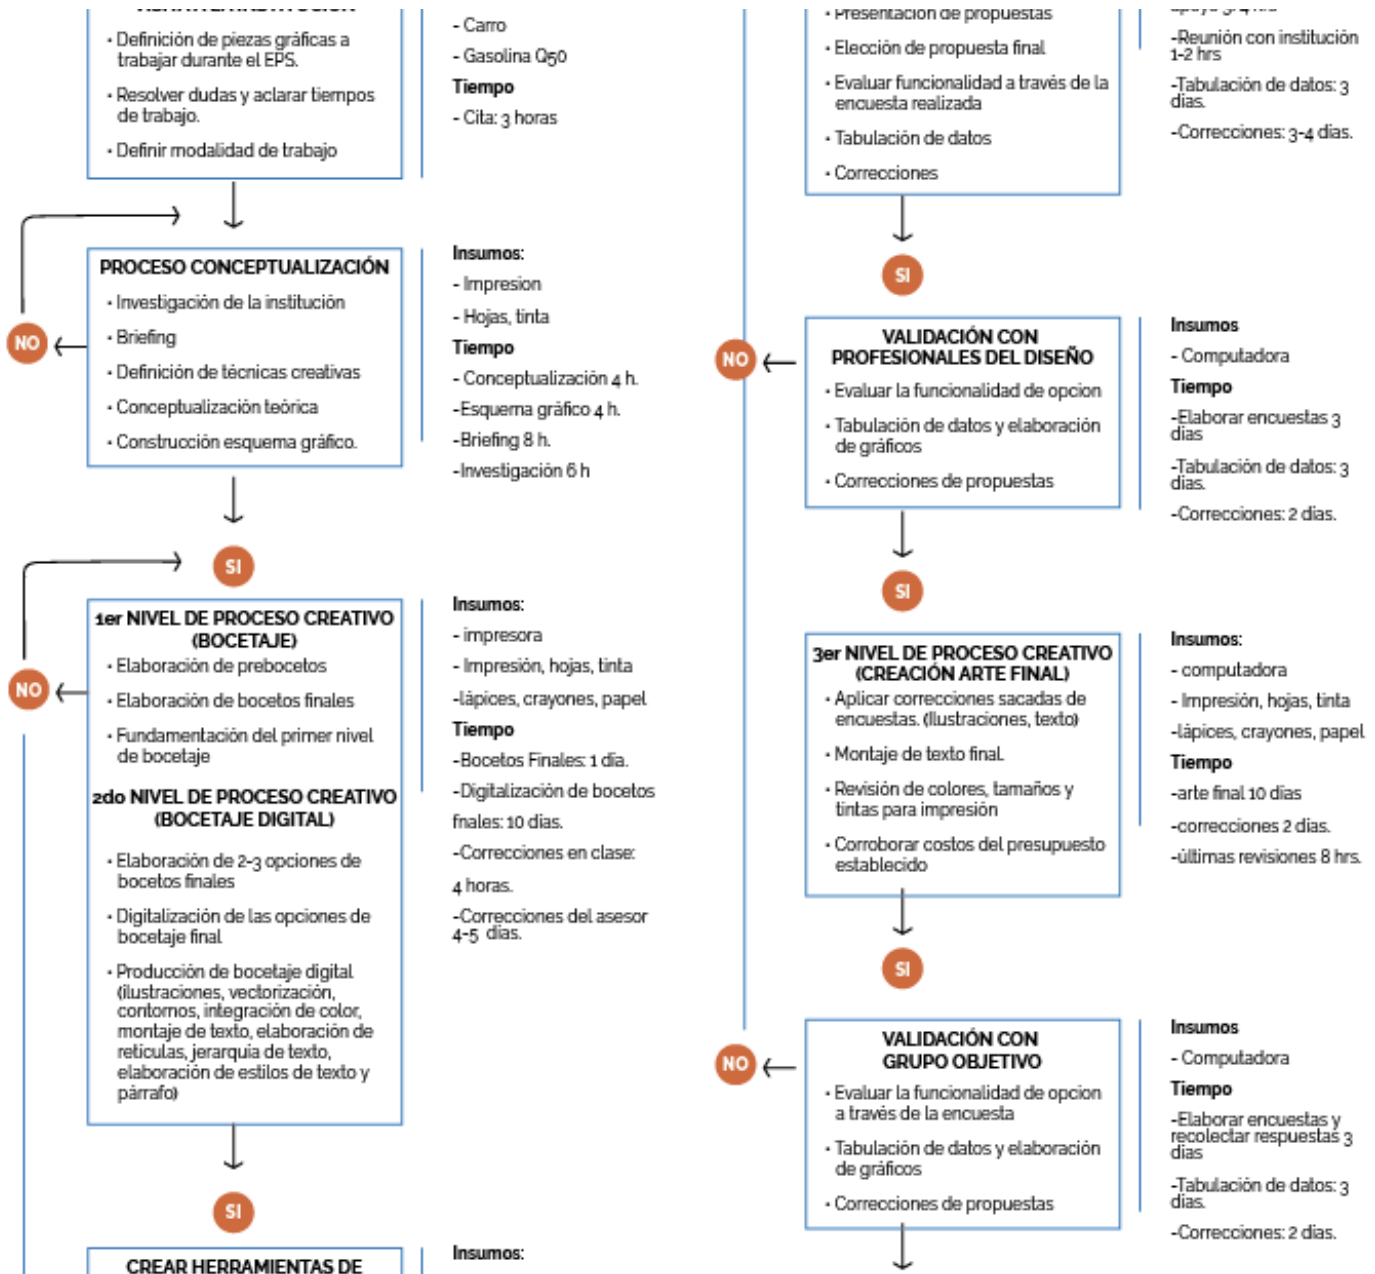 • Definición de piezas gráficas a
trabajar durante el EPS.
• Resolver dudas y aclarar tiempos
de trabajo.
• Definir modalidad de trabajo
- Carro
- Gasolina Q50
Tiempo
- Cita: 3 horas
NO
PROCESO CONCEPTUALIZACIÓN
• Investigación de la institución
• Briefing
• Definición de técnicas creativas
• Conceptualización teórica
• Construcción esquema gráfico.
Insumos:
- Impresion
- Hojas, tinta
Tiempo
- Conceptualización 4 h.
-Esquema gráfico 4 h.
-Briefing 8 h.
-Investigación 6 h
SI
NO
1er NIVEL DE PROCESO CREATIVO
(BOCETAJE)
• Elaboración de prebocetos
• Elaboración de bocetos finales
• Fundamentación del primer nivel
de bocetaje
2do NIVEL DE PROCESO CREATIVO
(BOCETAJE DIGITAL)
• Elaboración de 2-3 opciones de
bocetos finales
• Digitalización de las opciones de
bocetaje final
• Producción de bocetaje digital
(ilustraciones, vectorización,
contornos, integración de color,
montaje de texto, elaboración de
retículas, jerarquía de texto,
elaboración de estilos de texto y
párrafo)
Insumos:
- impresora
- Impresión, hojas, tinta
-lápices, crayones, papel
Tiempo
-Bocetos Finales: 1 día.
-Digitalización de bocetos
fnales: 10 días.
-Correcciones en clase:
4 horas.
-Correcciones del asesor
4-5 días.
SI
CREAR HERRAMIENTAS DE
Insumos:
• Presentación de propuestas
• Elección de propuesta final
• Evaluar funcionalidad a través de la
encuesta realizada
• Tabulación de datos
• Correcciones
-Reunión con institución
1-2 hrs
-Tabulación de datos: 3
días.
-Correcciones: 3-4 días.
SI
NO
VALIDACIÓN CON
PROFESIONALES DEL DISEÑO
• Evaluar la funcionalidad de opcion
• Tabulación de datos y elaboración
de gráficos
• Correcciones de propuestas
Insumos
- Computadora
Tiempo
-Elaborar encuestas 3
días
-Tabulación de datos: 3
días.
-Correcciones: 2 días.
SI
3er NIVEL DE PROCESO CREATIVO
(CREACIÓN ARTE FINAL)
• Aplicar correcciones sacadas de
encuestas. (Ilustraciones, texto)
• Montaje de texto final.
• Revisión de colores, tamaños y
tintas para impresión
• Corroborar costos del presupuesto
establecido
Insumos:
- computadora
- Impresión, hojas, tinta
-lápices, crayones, papel
Tiempo
-arte final 10 días
-correcciones 2 días.
-últimas revisiones 8 hrs.
SI
NO
VALIDACIÓN CON
GRUPO OBJETIVO
• Evaluar la funcionalidad de opcion
a través de la encuesta
• Tabulación de datos y elaboración
de gráficos
• Correcciones de propuestas
Insumos
- Computadora
Tiempo
-Elaborar encuestas y
recolectar respuestas 3
días
-Tabulación de datos: 3
días.
-Correcciones: 2 días.